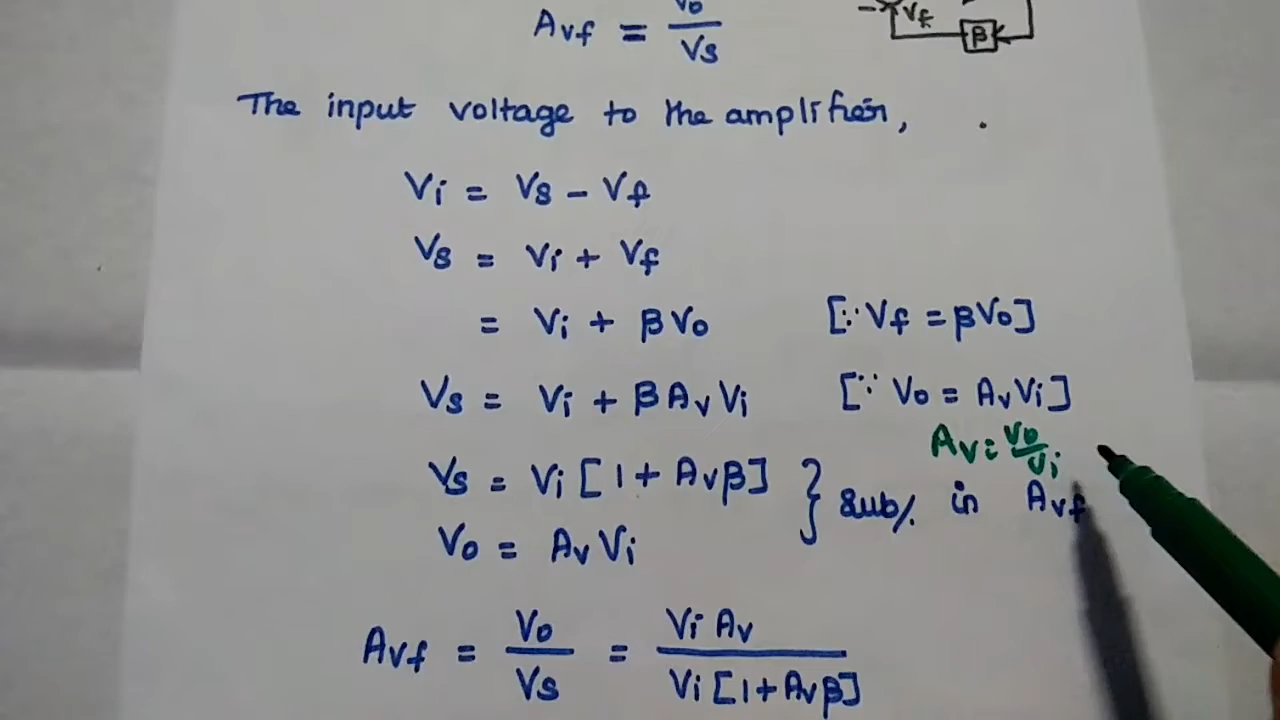 Avf = Vo/Vs
- Vf β
The input voltage to the amplifier,
Vi = Vs - Vf
Vs = Vi + Vf
= Vi + βVo [∵ Vf = βVo]
Vs = Vi + βAvVi [∵ Vo = AvVi]
Av = Vo/Vi
Vs = Vi [1 + Avβ] } Sub/. in Avf
Vo = AvVi
Avf = Vo/Vs = ViAv/Vi[1+Avβ]